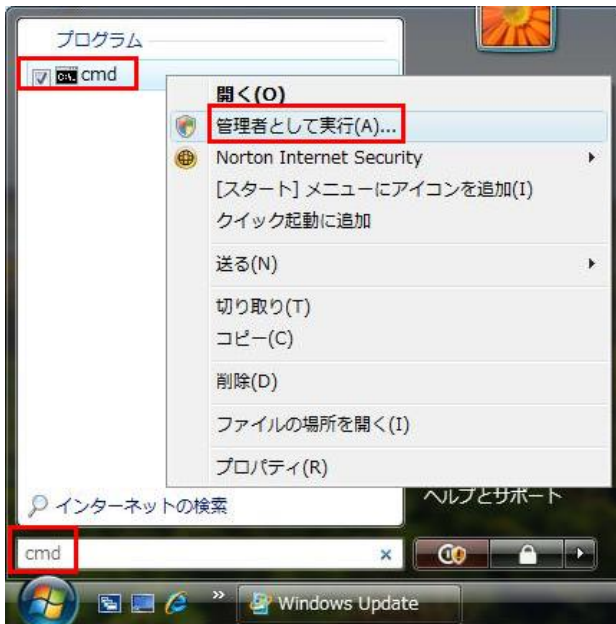 プログラム
cmd
開く(O)
管理者として実行(A)...
Norton Internet Security
[スタート] メニューにアイコンを追加(I)
クイック起動に追加
送る(N)
切り取り(T)
コピー(C)
削除(D)
ファイルの場所を開く(I)
プロパティ(R)
インターネットの検索
ヘルプとサポート
cmd
Windows Update